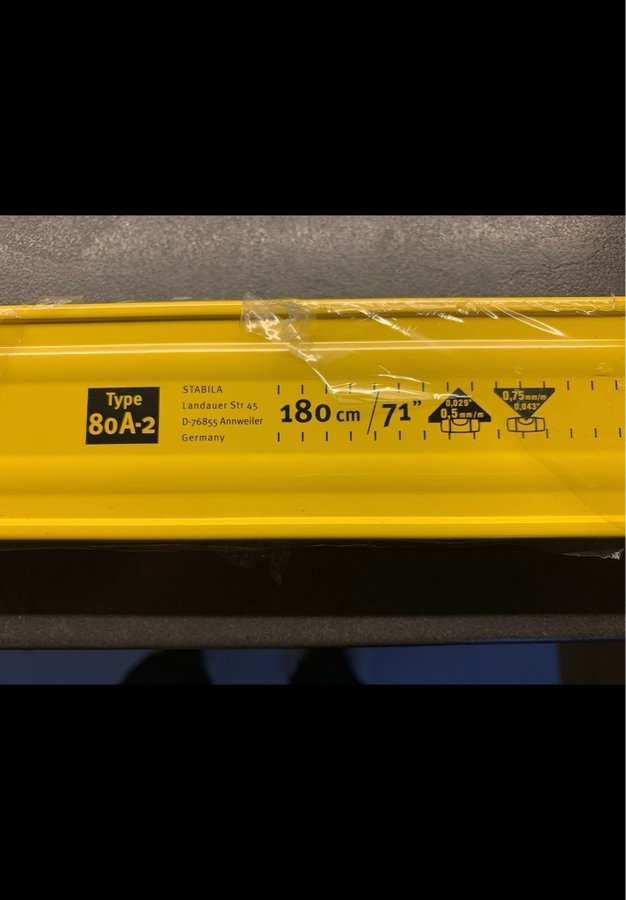 Type
80A-2
STABILA
Landauer Str 45
D-76855 Annweiler
Germany
180 cm / 71”
0,029"
0,5 mm/m
0,75 mm/m
0,043"